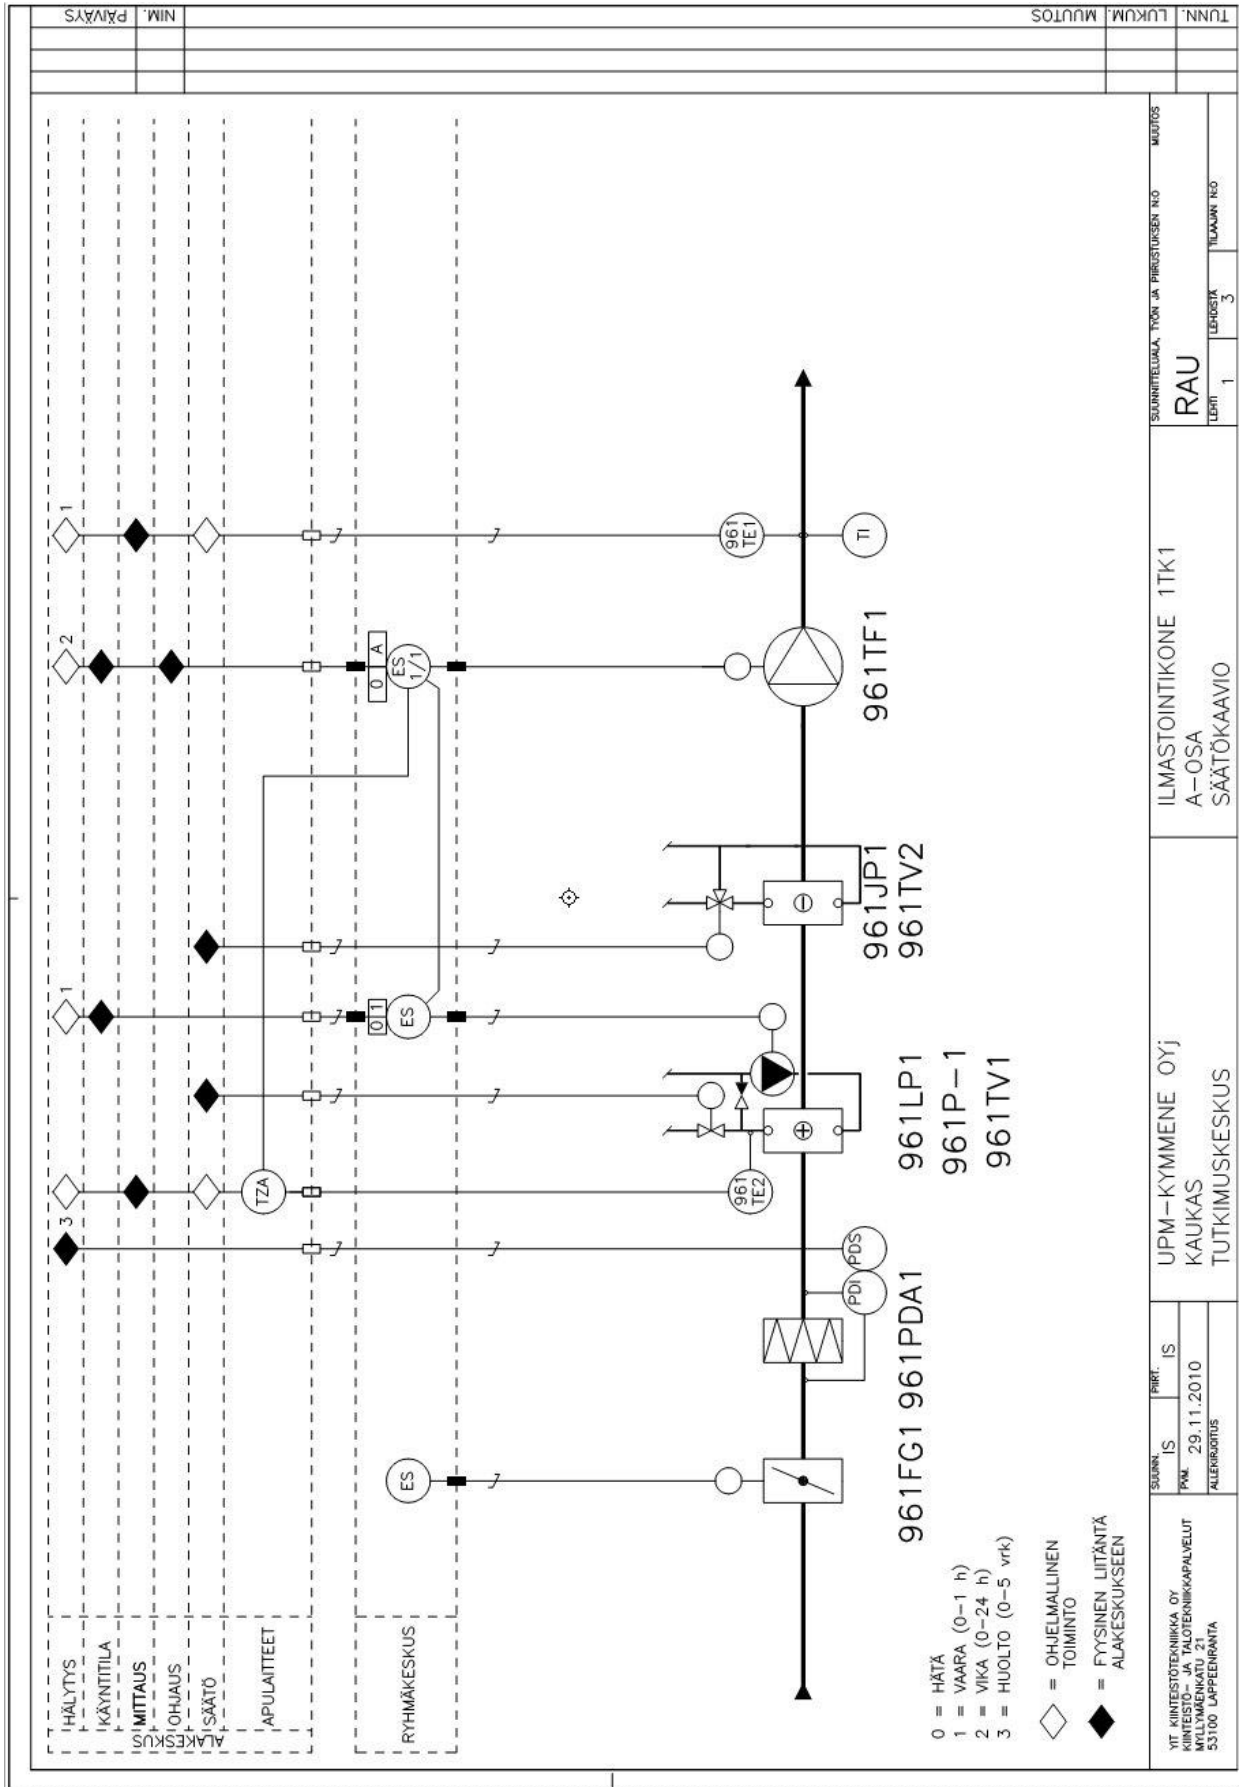 TUNN.
LUKUM.
MUUTOS
NIM.
PÄIVÄYS
ALAKESKUS
HÄLYTYS
KÄYNTITILA
MITTAUS
OHJAUS
SÄÄTÖ
APULAITTEET
RYHMÄKESKUS
3
1
2
1
TZA
0 1
0 A
ES
ES
ES
1/1
961
TE2
961
TE1
PDI
PDS
TI
961FG1
961PDA1
961LP1
961P-1
961TV1
961JP1
961TV2
961TF1
0 = HÄTÄ
1 = VAARA (0-1 h)
2 = VIKA (0-24 h)
3 = HUOLTO (0-5 vrk)
= OHJELMALLINEN
TOIMINTO
= FYYSINEN LIITÄNTÄ
ALAKESKUKSEEN
YIT KIINTEISTÖTEKNIIKKA OY
KIINTEISTÖ- JA TALOTEKNIIKKAPALVELUT
MYLLYMÄENKATU 21
53100 LAPPEENRANTA
SUUNN.
IS
PIIRT.
IS
PVM.
29.11.2010
ALLEKIRJOITUS
UPM-KYMMENE OYj
KAUKAS
TUTKIMUSKESKUS
ILMASTOINTIKONE 1TK1
A-OSA
SÄÄTÖKAAVIO
SUUNNITTELUALA, TYÖN JA PIIRUSTUKSEN N:O
MUUTOS
RAU
LEHTI
1
LEHDISTÄ
3
TILAAJAN N:O